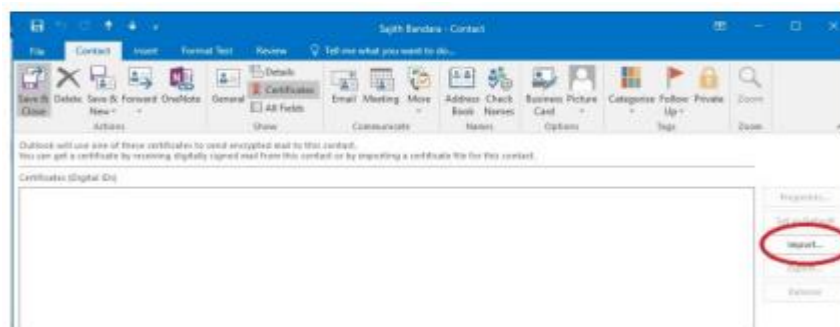 Sajith Bandara - Contact
File Contact Insert Format Text Review Tell me what you want to do...
Save & Close Delete Save & New Forward OneNote General Details Certificates All Fields Email Meeting More Address Book Check Names Business Card Picture Categorize Follow Up Private Zoom
Actions Show Communicate Names Options Tags Zoom
Outlook will use one of these certificates to send encrypted mail to this contact.
You can get a certificate by receiving digitally signed mail from this contact or by importing a certificate file for this contact.
Certificates (Digital IDs)
Properties...
Set as Default
Import...
Export...
Remove